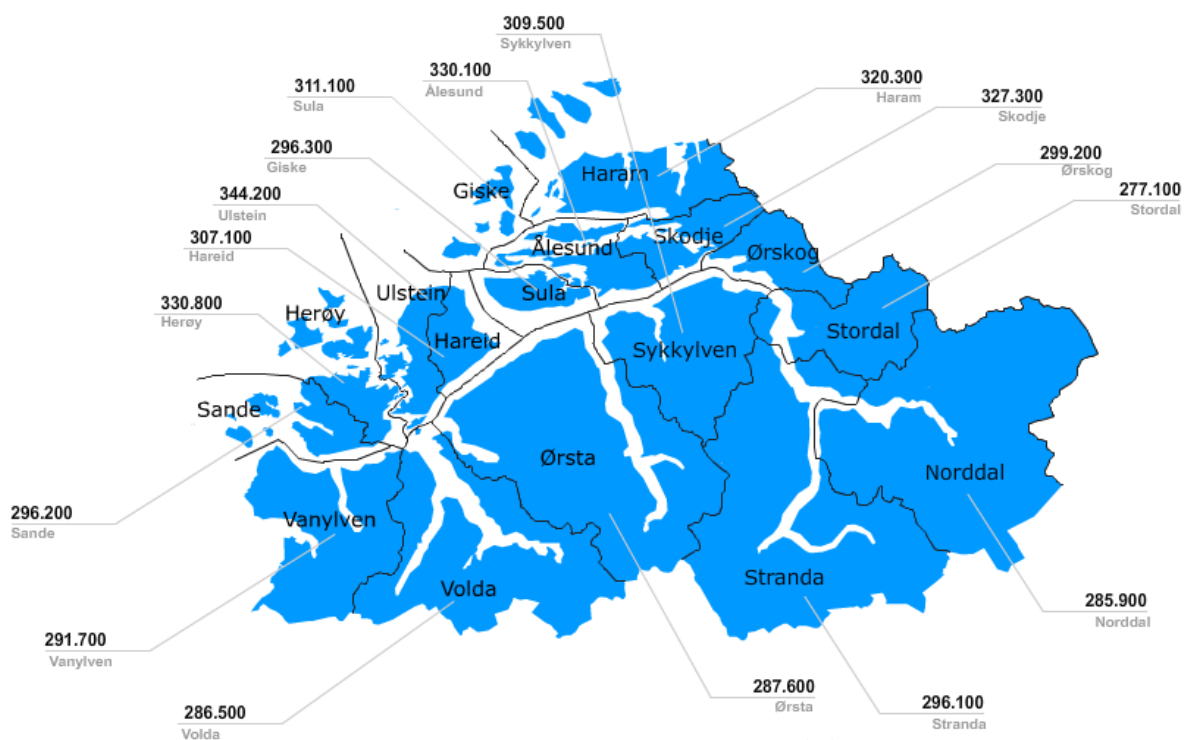 309.500
Sykkylven
330.100
Ålesund
311.100
Sula
320.300
Haram
327.300
Skodje
296.300
Giske
299.200
Ørskog
344.200
Ulstein
277.100
Stordal
307.100
Hareid
330.800
Herøy
Haram
Giske
Skodje
Ålesund
Ørskog
Ulstein
Sula
Herøy
Stordal
Hareid
Sykkylven
Sande
Ørsta
Norddal
296.200
Sande
Vanylven
Stranda
Volda
285.900
Norddal
291.700
Vanylven
287.600
Ørsta
296.100
Stranda
286.500
Volda